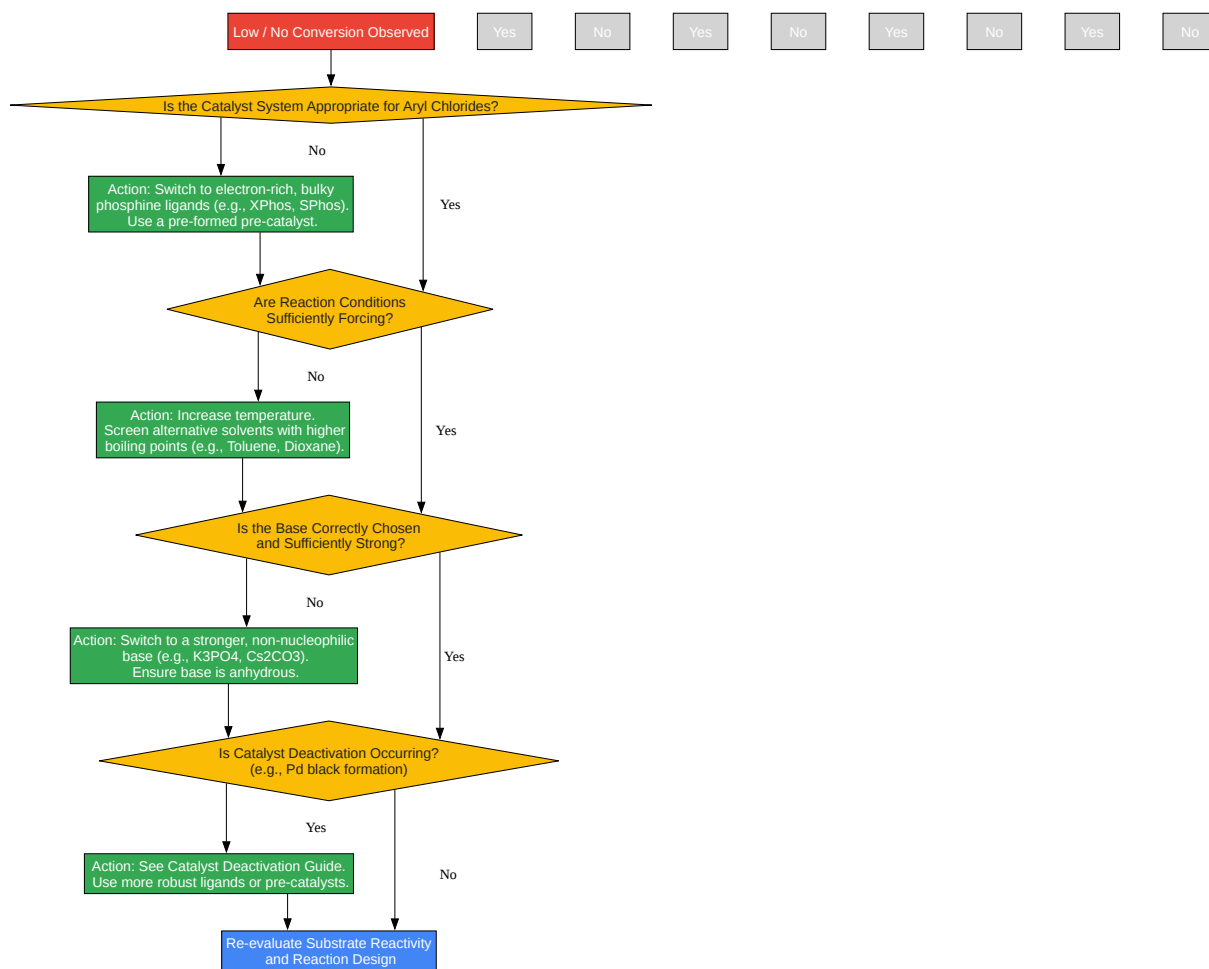 Low / No Conversion Observed
Yes
No
Yes
No
Yes
No
Yes
No
Is the Catalyst System Appropriate for Aryl Chlorides?
No
Action: Switch to electron-rich, bulky
phosphine ligands (e.g., XPhos, SPhos).
Use a pre-formed pre-catalyst.
Yes
Are Reaction Conditions
Sufficiently Forcing?
No
Action: Increase temperature.
Screen alternative solvents with higher
boiling points (e.g., Toluene, Dioxane).
Yes
Is the Base Correctly Chosen
and Sufficiently Strong?
No
Action: Switch to a stronger, non-nucleophilic
base (e.g., K3PO4, Cs2CO3).
Ensure base is anhydrous.
Yes
Is Catalyst Deactivation Occurring?
(e.g., Pd black formation)
Yes
Action: See Catalyst Deactivation Guide.
Use more robust ligands or pre-catalysts.
No
Re-evaluate Substrate Reactivity
and Reaction Design